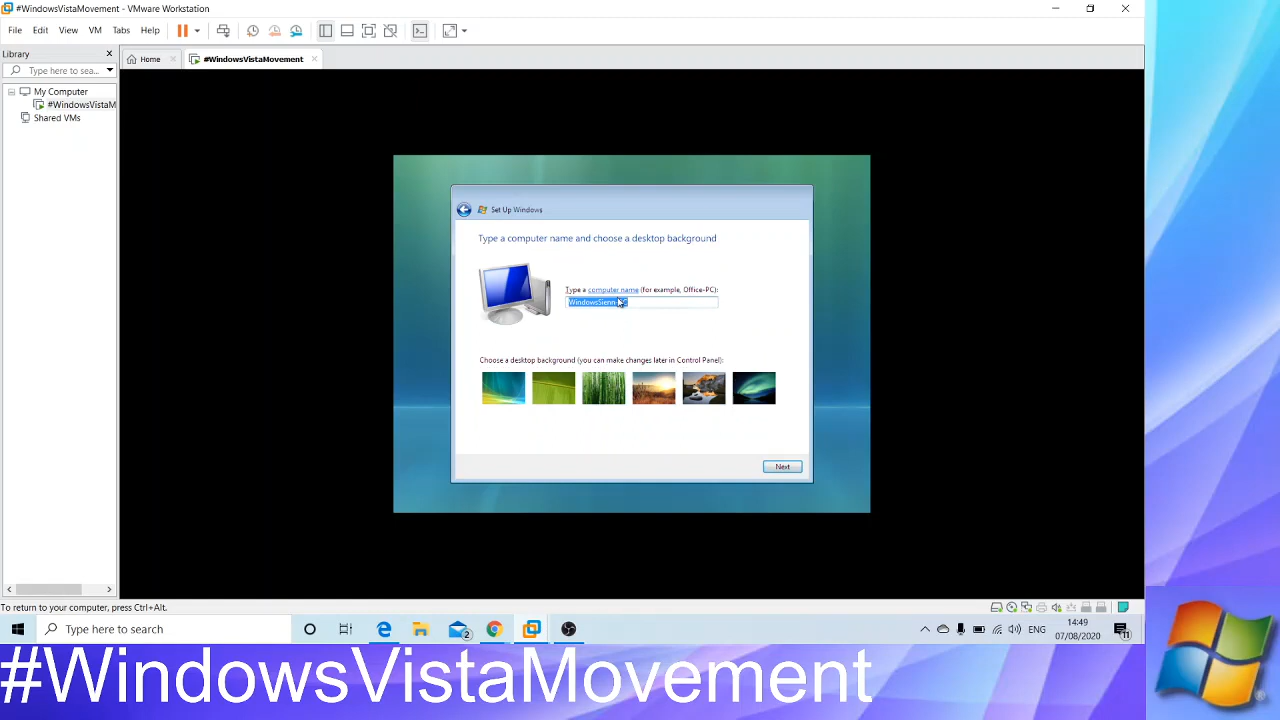 #WindowsVistaMovement - VMware Workstation
File Edit View VM Tabs Help
Library
Type here to sea...
My Computer
#WindowsVistaM
Shared VMs
Home
#WindowsVistaMovement
Set Up Windows
Type a computer name and choose a desktop background
Type a computer name (for example, Office-PC):
Choose a desktop background (you can make changes later in Control Panel):
Next
To return to your computer, press Ctrl+Alt.
Type here to search
2
ENG
14:49
07/08/2020
11
#WindowsVistaMovement